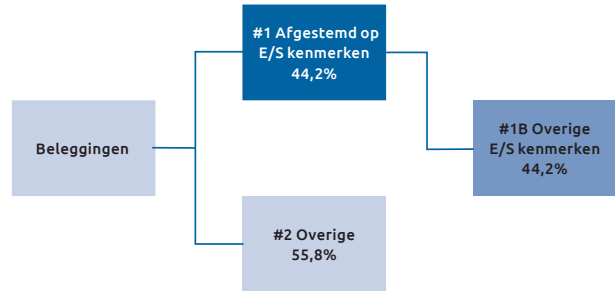 #1 Afgestemd op
E/S kenmerken
44,2%
Beleggingen
#1B Overige
E/S kenmerken
44,2%
#2 Overige
55,8%